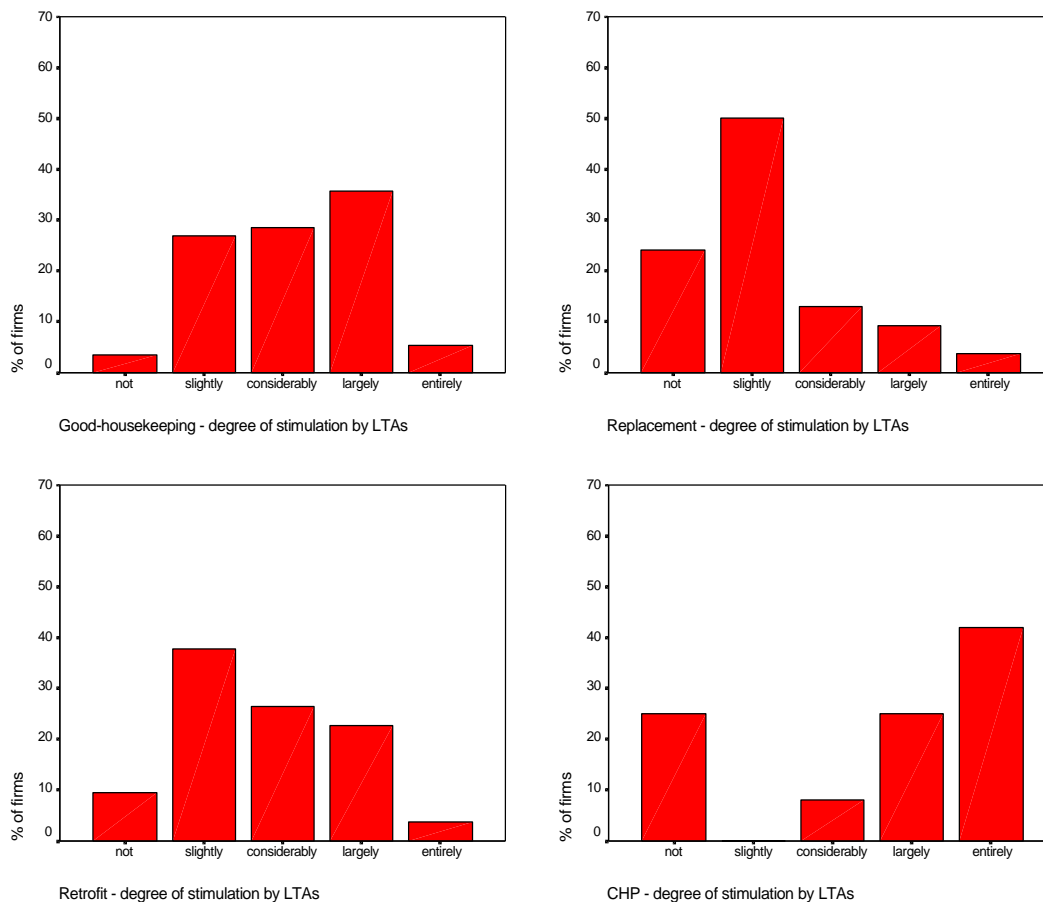 70
60
50
40
30
20
10
0
% of firms
not slightly considerably largely entirely
Good-housekeeping - degree of stimulation by LTAs
70
60
50
40
30
20
10
0
% of firms
not slightly considerably largely entirely
Replacement - degree of stimulation by LTAs
70
60
50
40
30
20
10
0
% of firms
not slightly considerably largely entirely
Retrofit - degree of stimulation by LTAs
70
60
50
40
30
20
10
0
% of firms
not slightly considerably largely entirely
CHP - degree of stimulation by LTAs